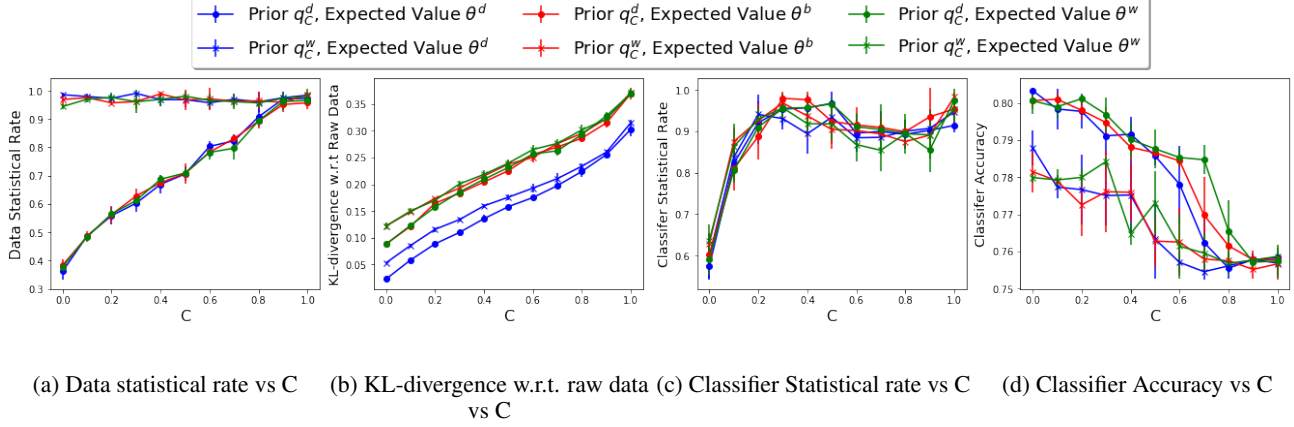 Prior q_C^d, Expected Value θ^d
Prior q_C^d, Expected Value θ^b
Prior q_C^d, Expected Value θ^w
Prior q_C^w, Expected Value θ^d
Prior q_C^w, Expected Value θ^b
Prior q_C^w, Expected Value θ^w
Data Statistical Rate
1.0
0.9
0.8
0.7
0.6
0.5
0.4
0.3
0.0 0.2 0.4 0.6 0.8 1.0
C
KL-divergence w.r.t Raw Data
0.35
0.30
0.25
0.20
0.15
0.10
0.05
0.0 0.2 0.4 0.6 0.8 1.0
C
Classifer Statistical Rate
1.0
0.9
0.8
0.7
0.6
0.0 0.2 0.4 0.6 0.8 1.0
C
Classifer Accuracy
0.80
0.79
0.78
0.77
0.76
0.75
0.0 0.2 0.4 0.6 0.8 1.0
C
(a) Data statistical rate vs C
(b) KL-divergence w.r.t. raw data
vs C
(c) Classifier Statistical rate vs C
(d) Classifier Accuracy vs C